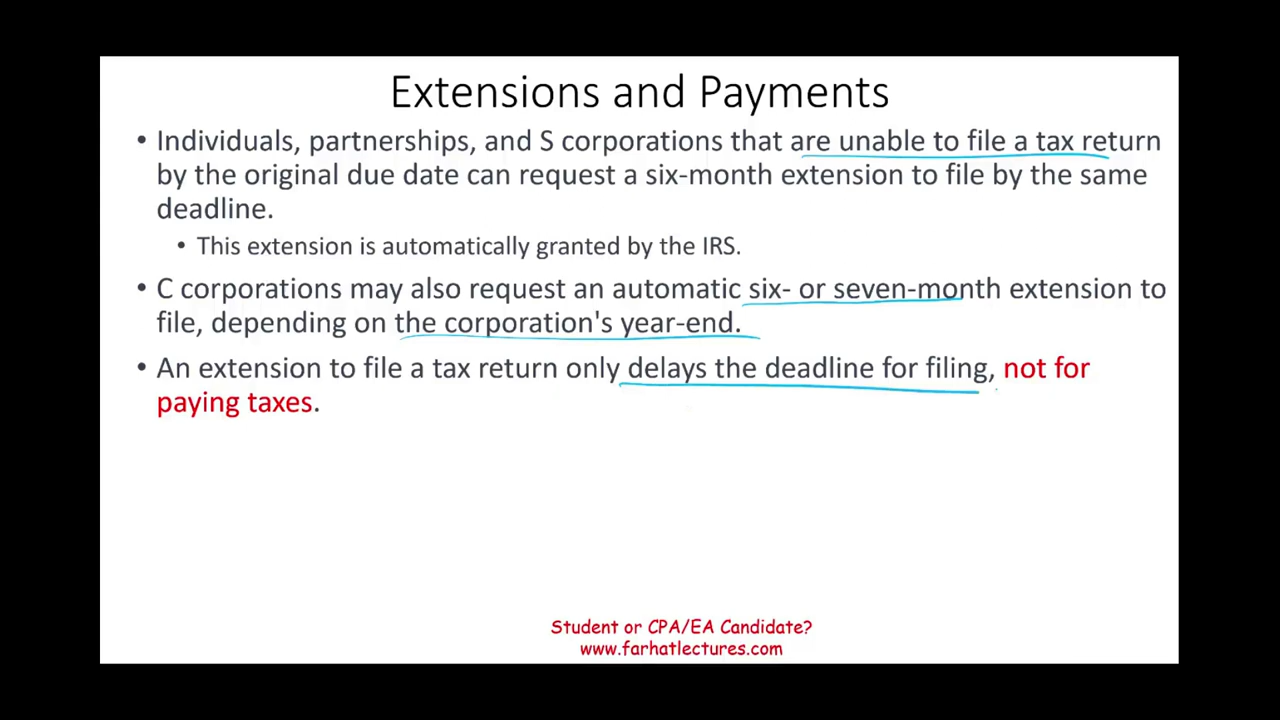 Extensions and Payments
• Individuals, partnerships, and S corporations that are unable to file a tax return
by the original due date can request a six-month extension to file by the same
deadline.
• This extension is automatically granted by the IRS.
• C corporations may also request an automatic six- or seven-month extension to
file, depending on the corporation's year-end.
• An extension to file a tax return only delays the deadline for filing, not for
paying taxes.
Student or CPA/EA Candidate?
www.farhatlectures.com